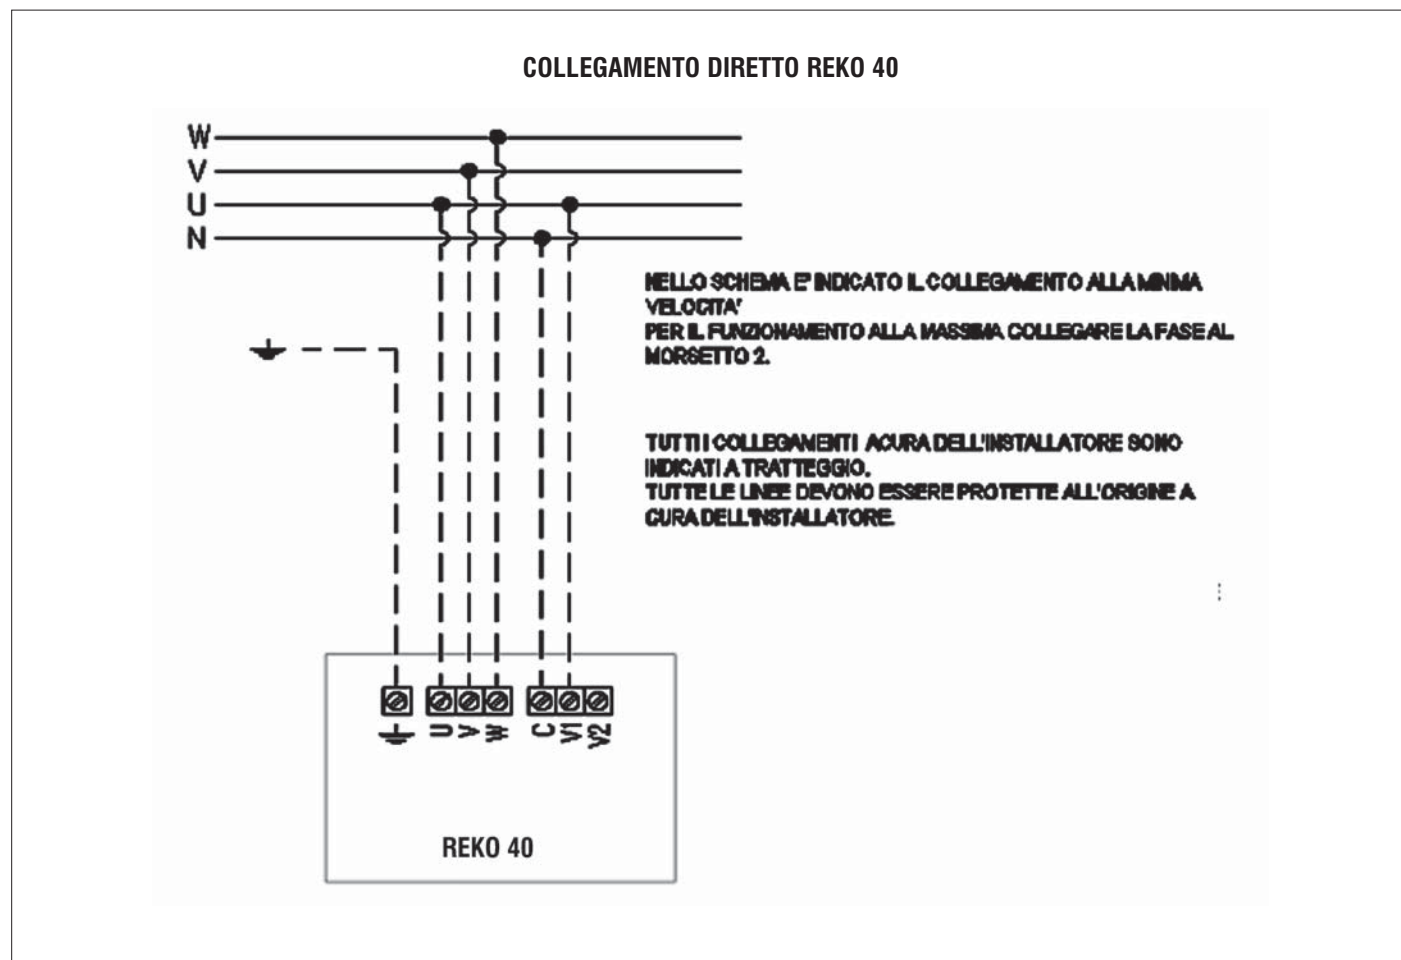 COLLEGAMENTO DIRETTO REKO 40
W
V
U
N
NELLO SCHEMA E' INDICATO IL COLLEGAMENTO ALLA MINIMA
VELOCITA'
PER IL FUNZIONAMENTO ALLA MASSIMA COLLEGARE LA FASE AL
MORSETTO 2.
TUTTI I COLLEGAMENTI A CURA DELL'INSTALLATORE SONO
INDICATI A TRATTEGGIO.
TUTTE LE LINEE DEVONO ESSERE PROTETTE ALL'ORIGINE A
CURA DELL'INSTALLATORE.
U V W C V1 V2
REKO 40